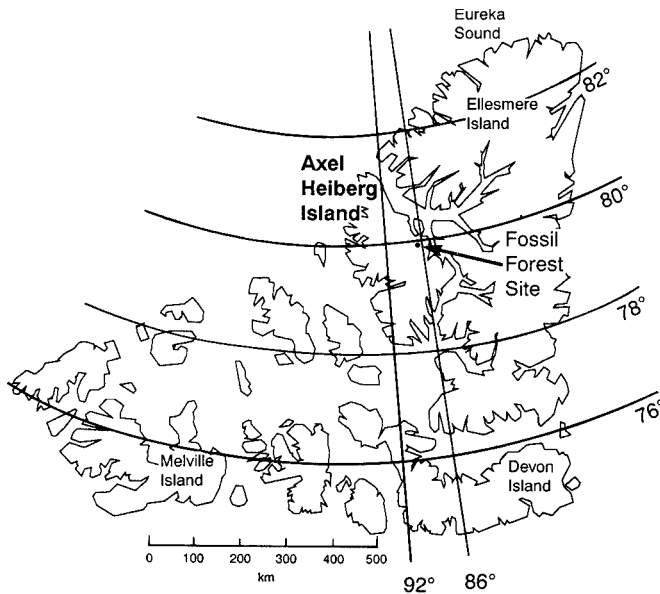 Eureka
Sound
82°
Ellesmere
Island
Axel
Heiberg
Island
80°
Fossil
Forest
Site
78°
76°
Melville
Island
Devon
Island
0 100 200 300 400 500
km
92° 86°